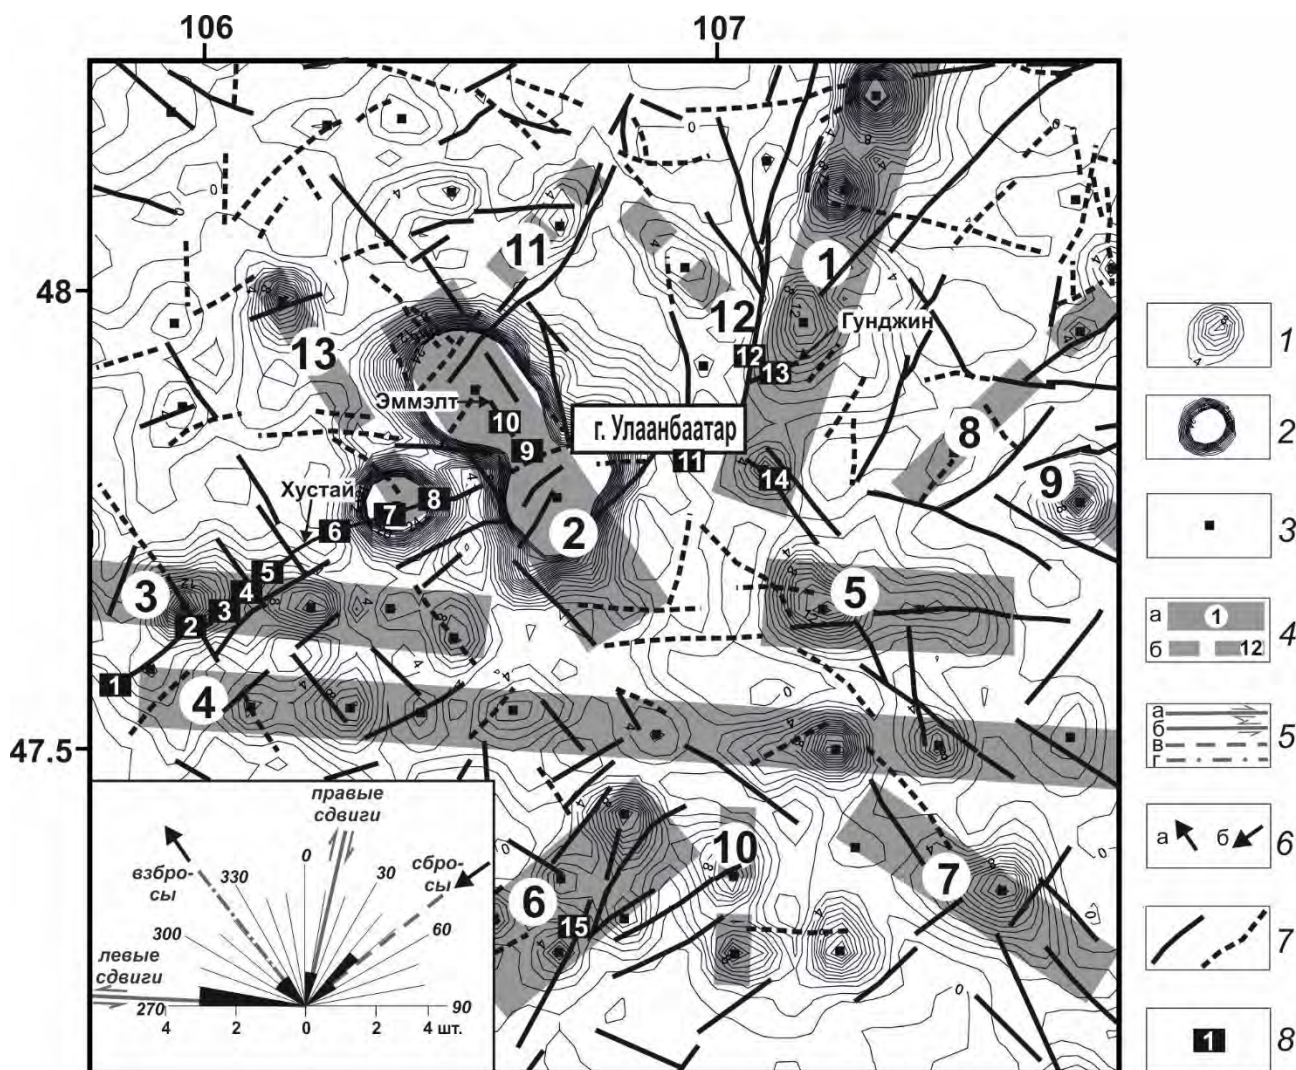 106
107
48
47.5
11
12
1
13
Гунджин
12
13
Эммэлт
10
9
г. Улаанбаатар
11
8
14
9
Хустай
8
7
6
2
5
4
3
3
2
5
1
4
10
6
15
7
правые
сдвиги
взбро-
сы
330
0
30
сбро-
сы
300
60
левые
сдвиги
270
90
4
2
0
2
4 шт.
1
2
3
а
1
б
12
4
а
б
в
г
5
а
б
6
7
1
8